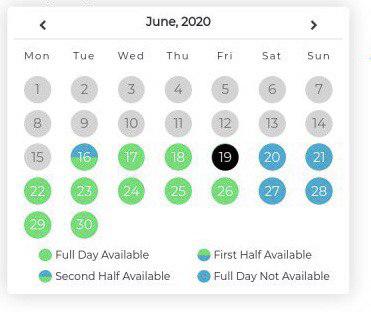 June, 2020
Mon Tue Wed Thu Fri Sat Sun
1 2 3 4 5 6 7
8 9 10 11 12 13 14
15 16 17 18 19 20 21
22 23 24 25 26 27 28
29 30
Full Day Available First Half Available
Second Half Available Full Day Not Available